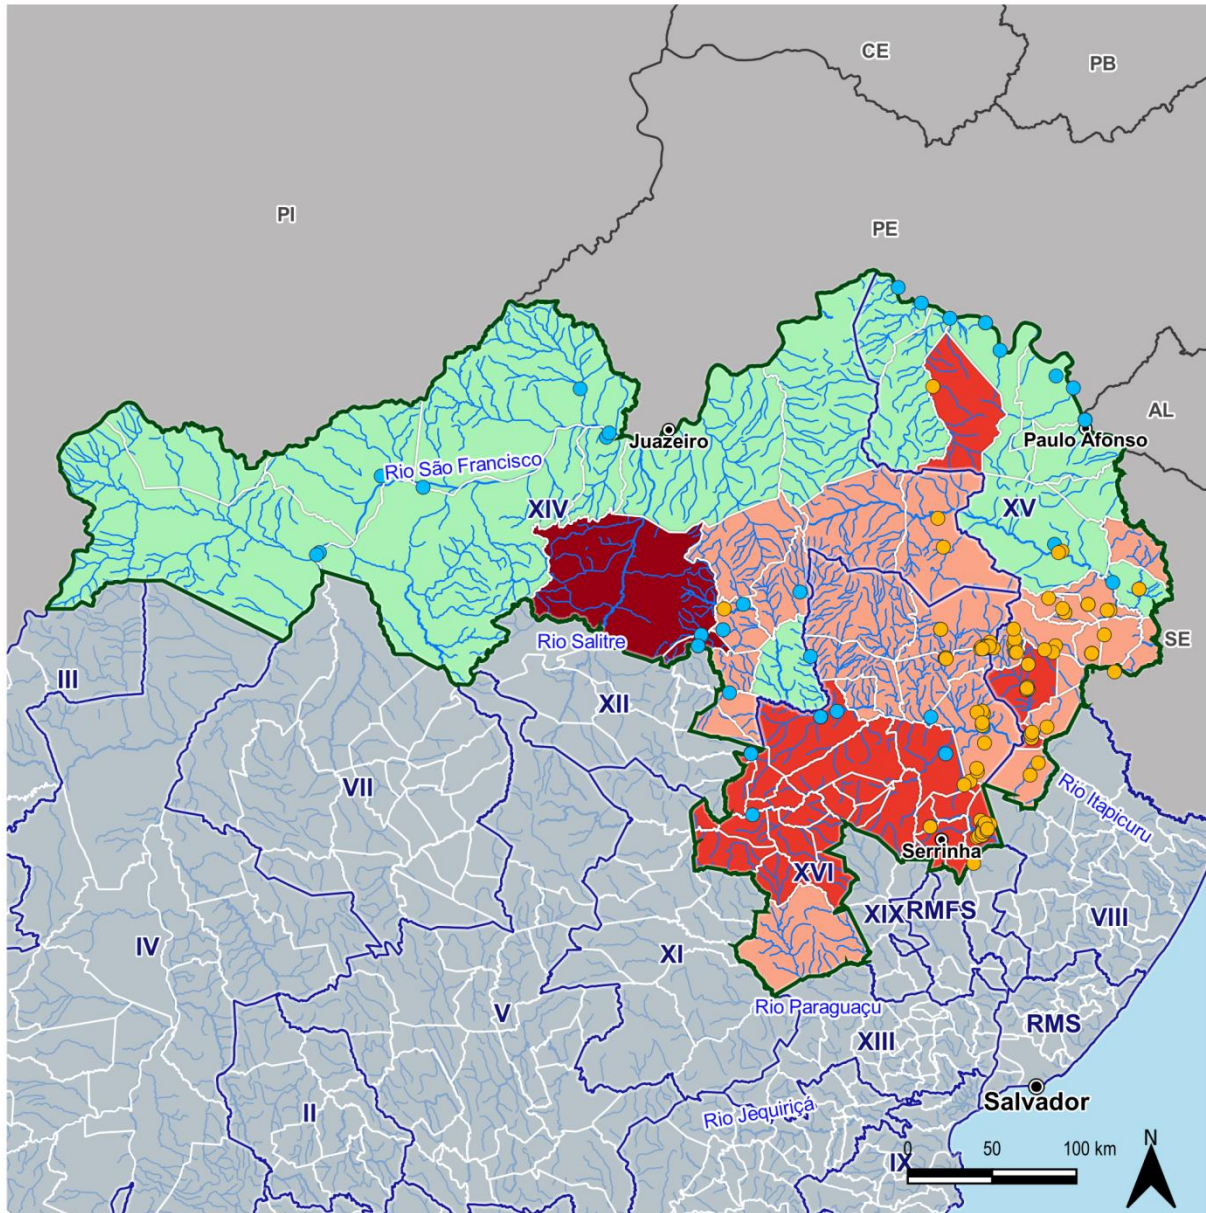 CE
PB
PI
PE
AL
Juazeiro
Paulo Afonso
Rio São Francisco
XIV
XV
Rio Salitre
SE
III
XII
VII
Rio Itapicuru
Serrinha
XVI
XIX
RMFS
VIII
IV
XI
V
Rio Paraguaçu
RMS
XIII
Salvador
II
Rio Jequiriçá
IX
0 50 100 km
N